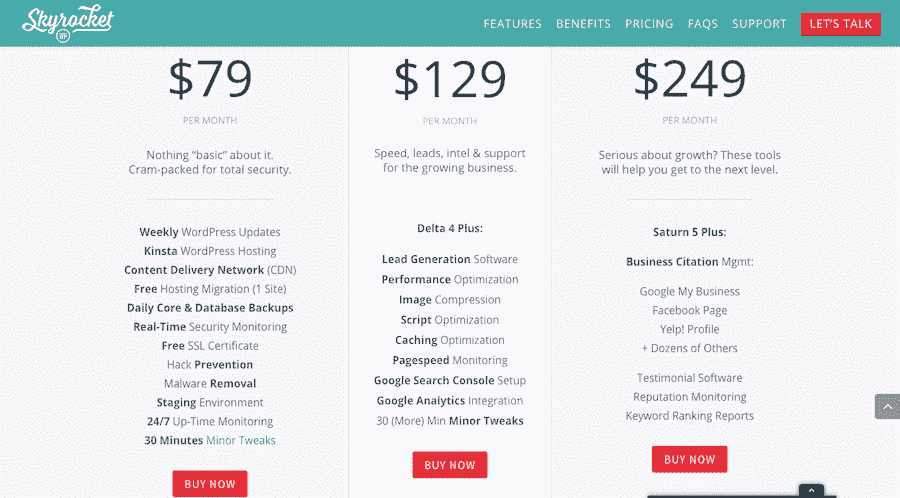 Skyrocket
WP
FEATURES BENEFITS PRICING FAQS SUPPORT LET'S TALK
$79
PER MONTH
Nothing “basic” about it.
Cram-packed for total security.
Weekly WordPress Updates
Kinsta WordPress Hosting
Content Delivery Network (CDN)
Free Hosting Migration (1 Site)
Daily Core & Database Backups
Real-Time Security Monitoring
Free SSL Certificate
Hack Prevention
Malware Removal
Staging Environment
24/7 Up-Time Monitoring
30 Minutes Minor Tweaks
BUY NOW
$129
PER MONTH
Speed, leads, intel & support
for the growing business.
Delta 4 Plus:
Lead Generation Software
Performance Optimization
Image Compression
Script Optimization
Caching Optimization
Pagespeed Monitoring
Google Search Console Setup
Google Analytics Integration
30 (More) Min Minor Tweaks
BUY NOW
$249
PER MONTH
Serious about growth? These tools
will help you get to the next level.
Saturn 5 Plus:
Business Citation Mgmt:
Google My Business
Facebook Page
Yelp! Profile
+ Dozens of Others
Testimonial Software
Reputation Monitoring
Keyword Ranking Reports
BUY NOW